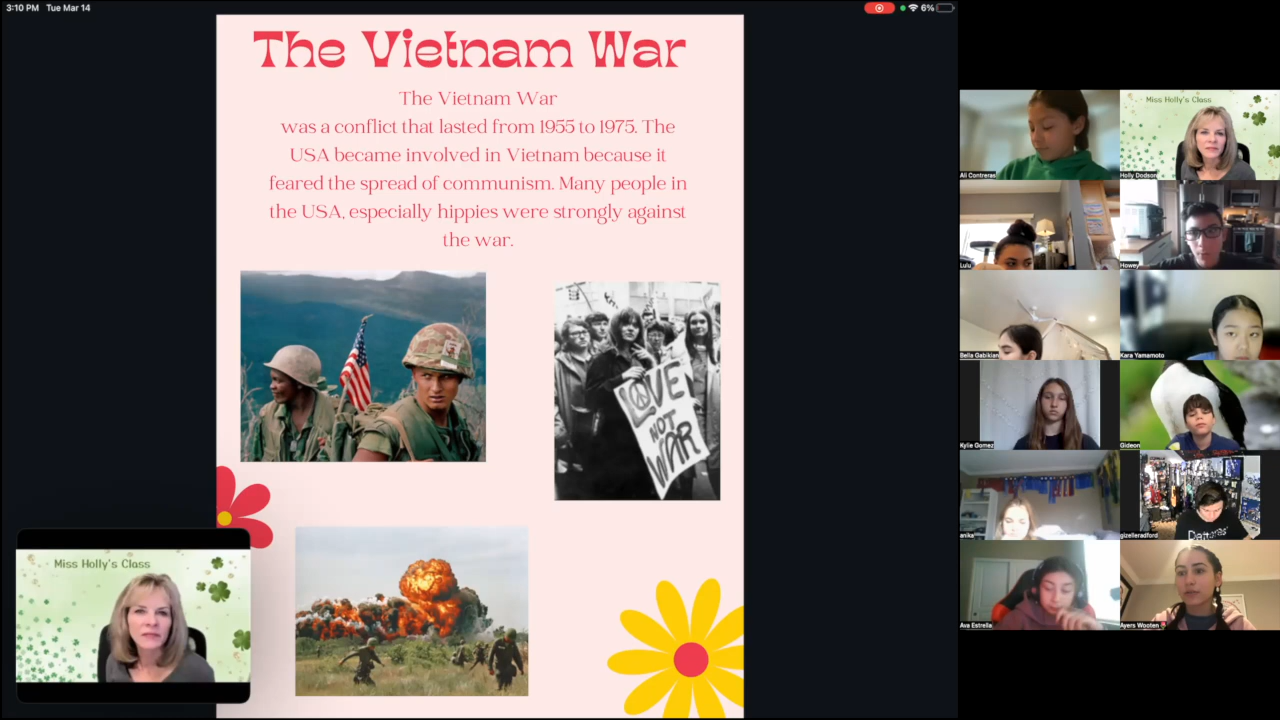 3:10 PM Tue Mar 14
6%
The Vietnam War
The Vietnam War
was a conflict that lasted from 1955 to 1975. The
USA became involved in Vietnam because it
feared the spread of communism. Many people in
the USA, especially hippies were strongly against
the war.
LOVE
NOT
WAR
Miss Holly's Class
Miss Holly's Class
Ali Contreras
Holly Dodson
Lulu
Howey
Bella Gabikian
Kara Yamamoto
Kylie Gomez
Gideon
anika
gizelleradford
Ava Estrella
Ayers Wooten